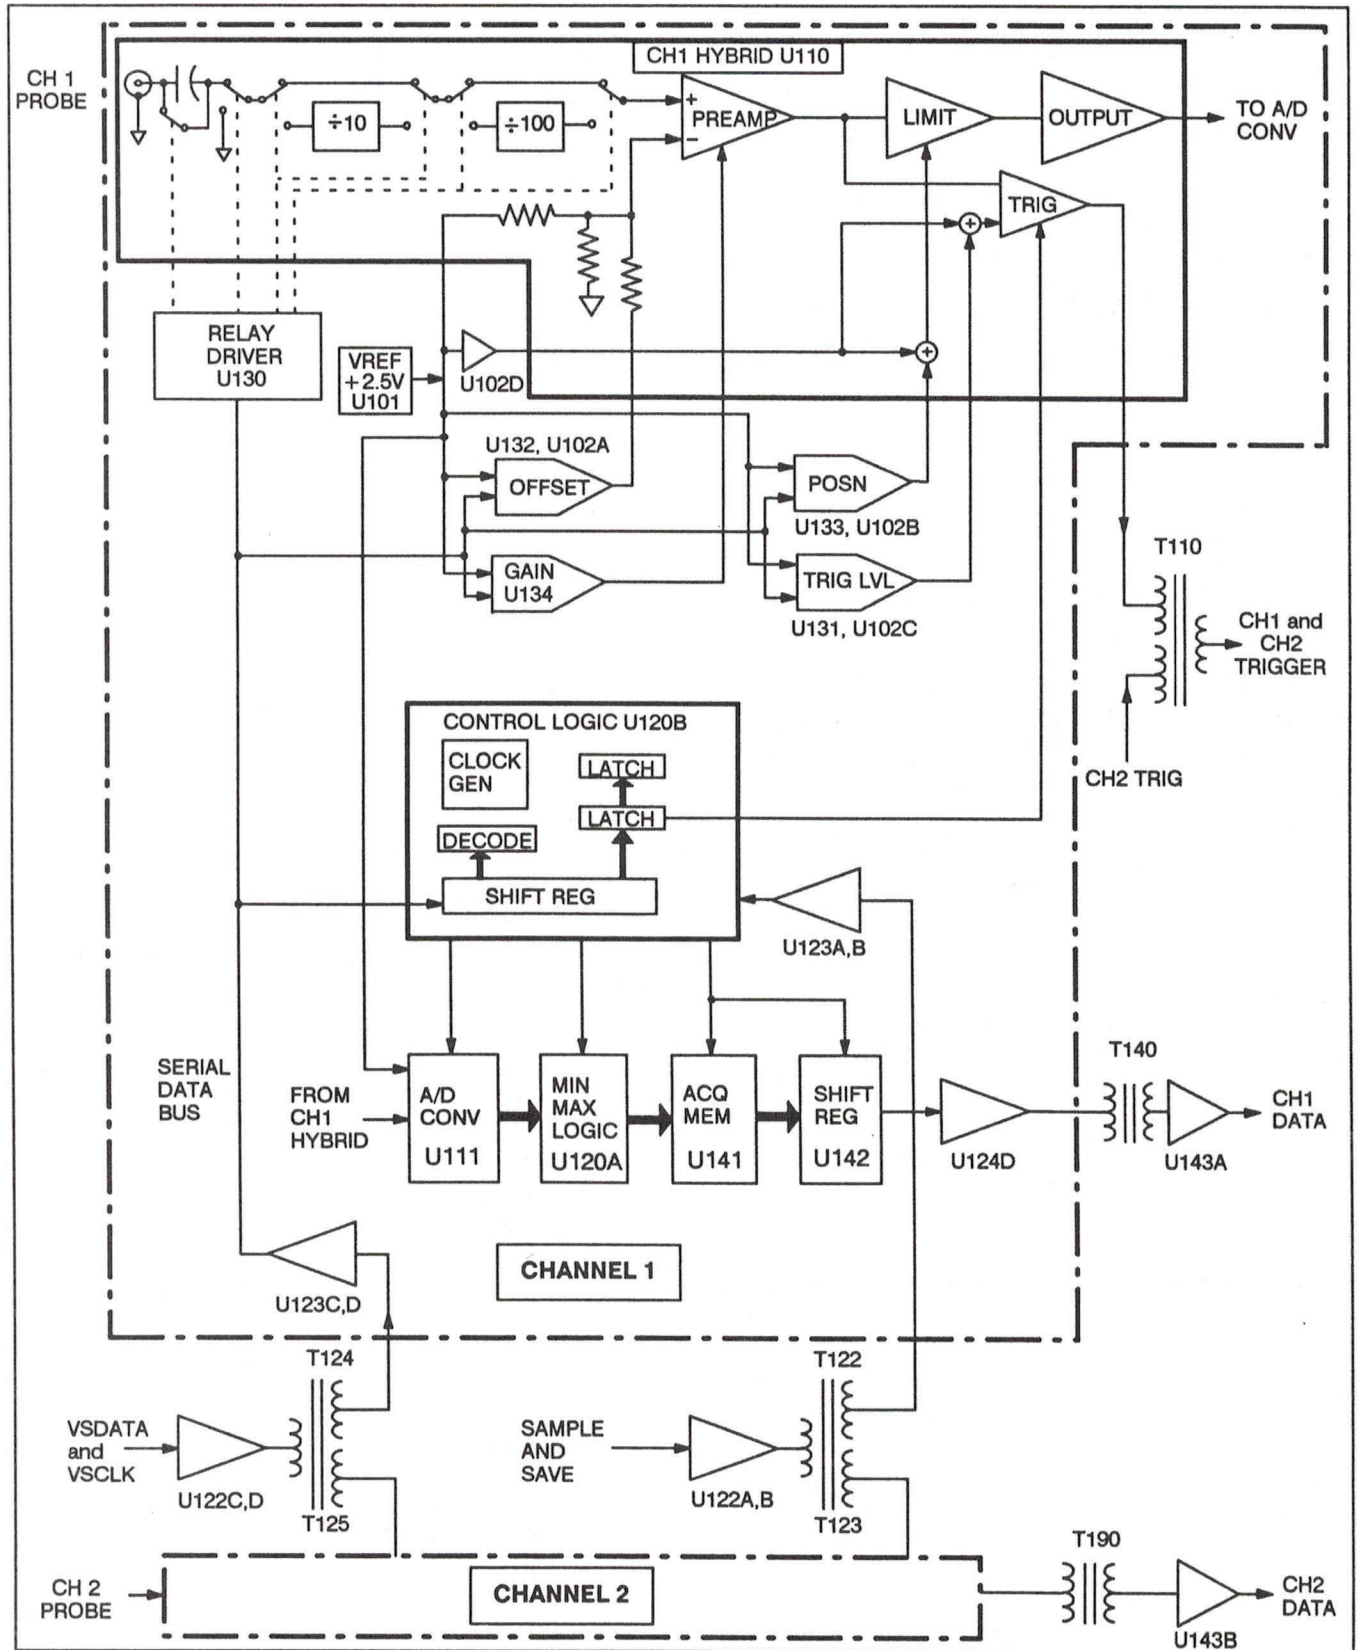 CH1 HYBRID U110
CH 1
PROBE
÷10
÷100
+
−
PREAMP
LIMIT
OUTPUT
TO A/D
CONV
TRIG
+
RELAY
DRIVER
U130
VREF
+2.5V
U101
U102D
+
U132, U102A
OFFSET
POSN
U133, U102B
GAIN
U134
TRIG LVL
U131, U102C
T110
CH1 and
CH2
TRIGGER
CH2 TRIG
CONTROL LOGIC U120B
CLOCK
GEN
LATCH
LATCH
DECODE
SHIFT REG
U123A,B
SERIAL
DATA
BUS
FROM
CH1
HYBRID
A/D
CONV
U111
MIN
MAX
LOGIC
U120A
ACQ
MEM
U141
SHIFT
REG
U142
U124D
T140
U143A
CH1
DATA
U123C,D
CHANNEL 1
T124
T122
VSDATA
and
VSCLK
U122C,D
T125
SAMPLE
AND
SAVE
U122A,B
T123
T190
CH 2
PROBE
CHANNEL 2
CH2
DATA
U143B